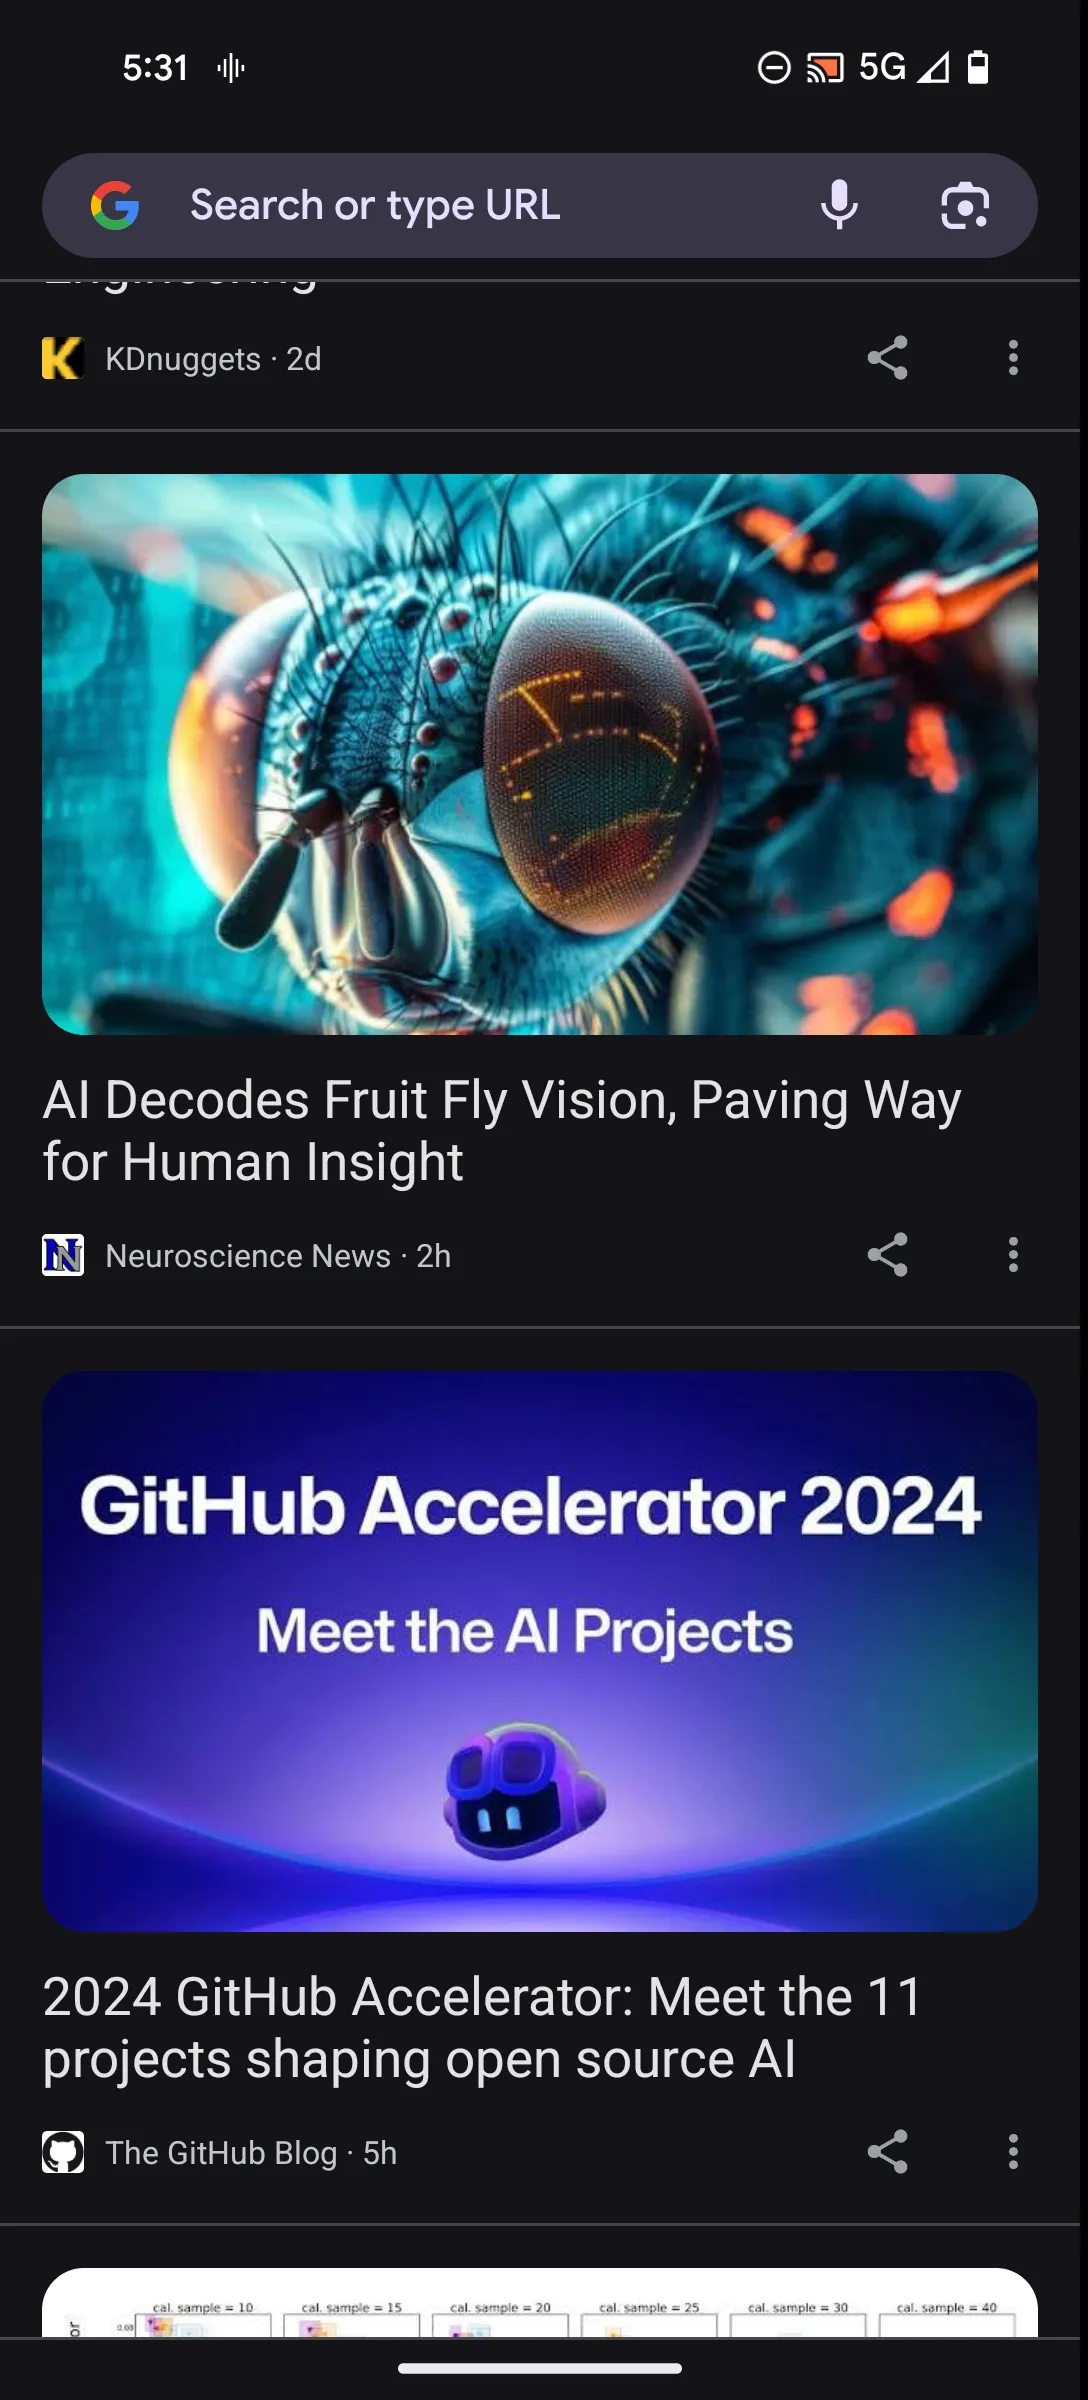 5:31
5G
Search or type URL
Engineering
KDnuggets · 2d
AI Decodes Fruit Fly Vision, Paving Way
for Human Insight
Neuroscience News · 2h
GitHub Accelerator 2024
Meet the AI Projects
2024 GitHub Accelerator: Meet the 11
projects shaping open source AI
The GitHub Blog · 5h
cal. sample = 10 cal. sample = 15 cal. sample = 20 cal. sample = 25 cal. sample = 30 cal. sample = 40